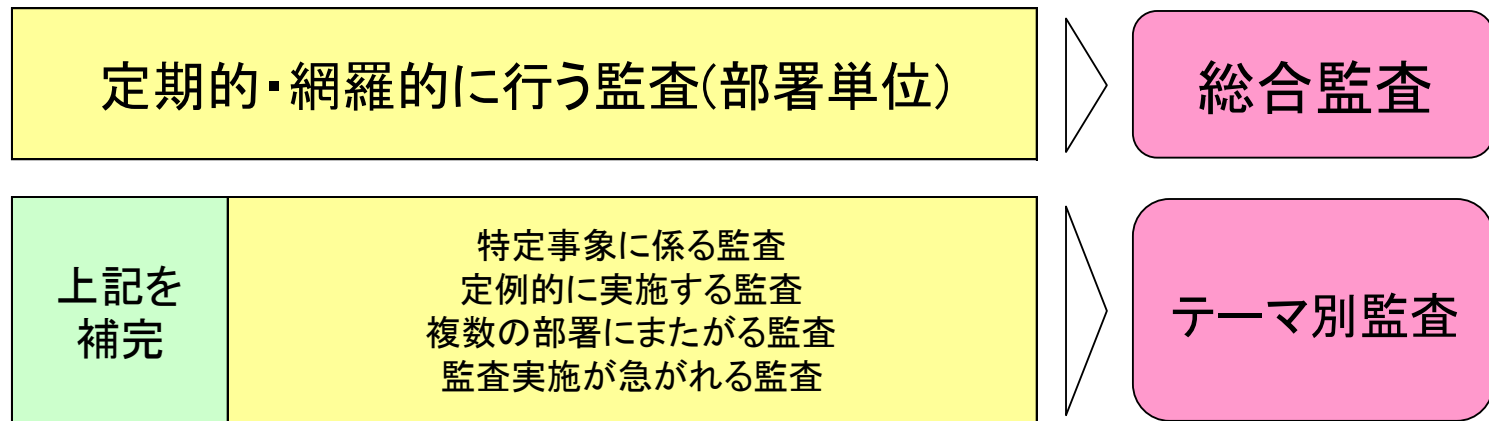 定期的・網羅的に行う監査(部署単位)
総合監査
上記を
補完
特定事象に係る監査
定例的に実施する監査
複数の部署にまたがる監査
監査実施が急がれる監査
テーマ別監査